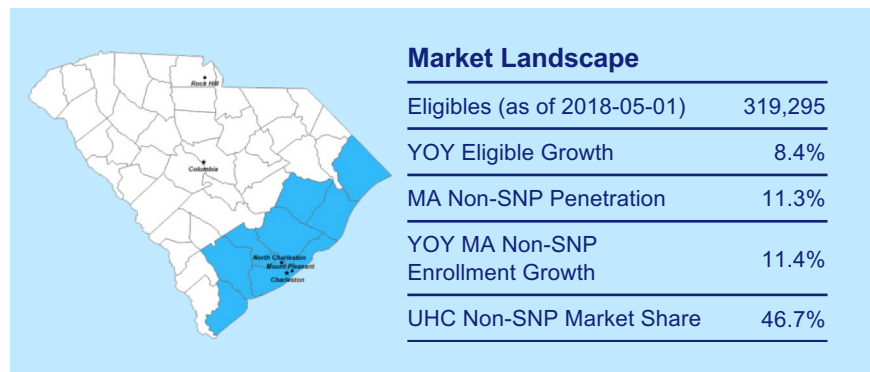 Rock Hill
Columbia
North Charleston
Mount Pleasant
Charleston
Market Landscape
Eligibles (as of 2018-05-01) 319,295
YOY Eligible Growth 8.4%
MA Non-SNP Penetration 11.3%
YOY MA Non-SNP
Enrollment Growth 11.4%
UHC Non-SNP Market Share 46.7%